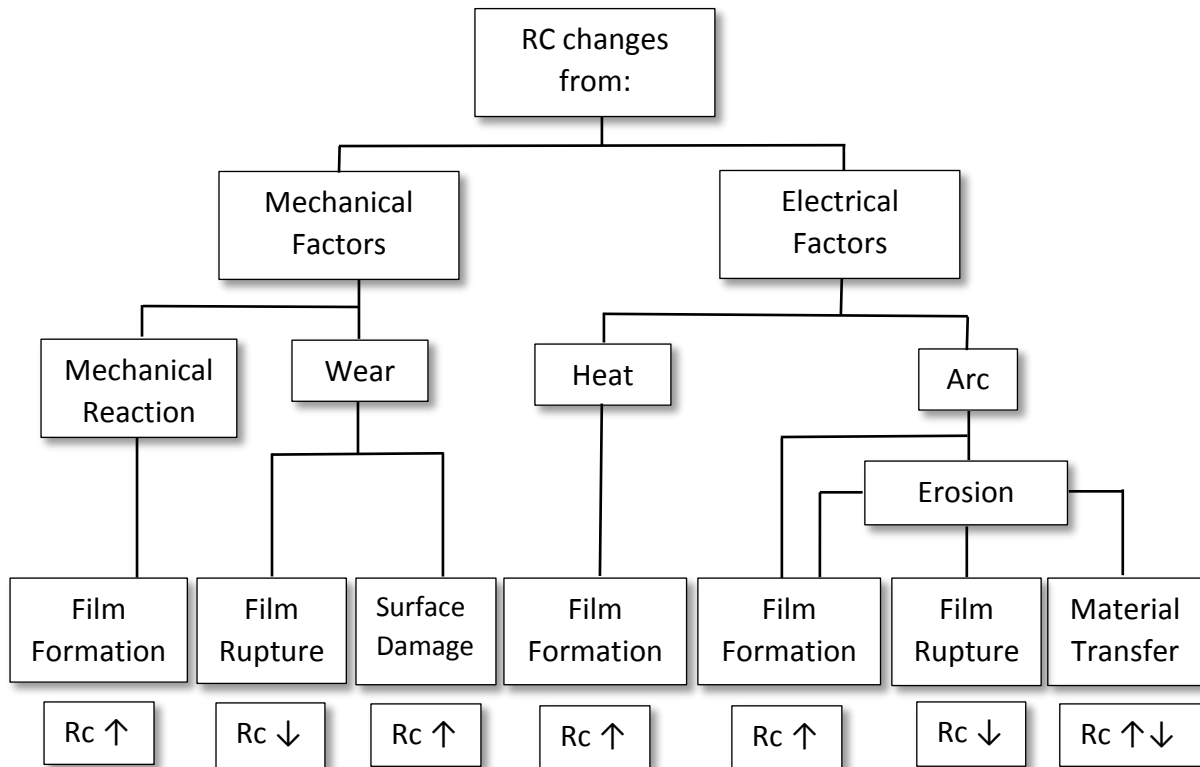 RC changes
from:
Mechanical
Factors
Electrical
Factors
Mechanical
Reaction
Wear
Heat
Arc
Erosion
Film
Formation
Film
Rupture
Surface
Damage
Film
Formation
Film
Formation
Film
Rupture
Material
Transfer
Rc ↑
Rc ↓
Rc ↑
Rc ↑
Rc ↑
Rc ↓
Rc ↑↓